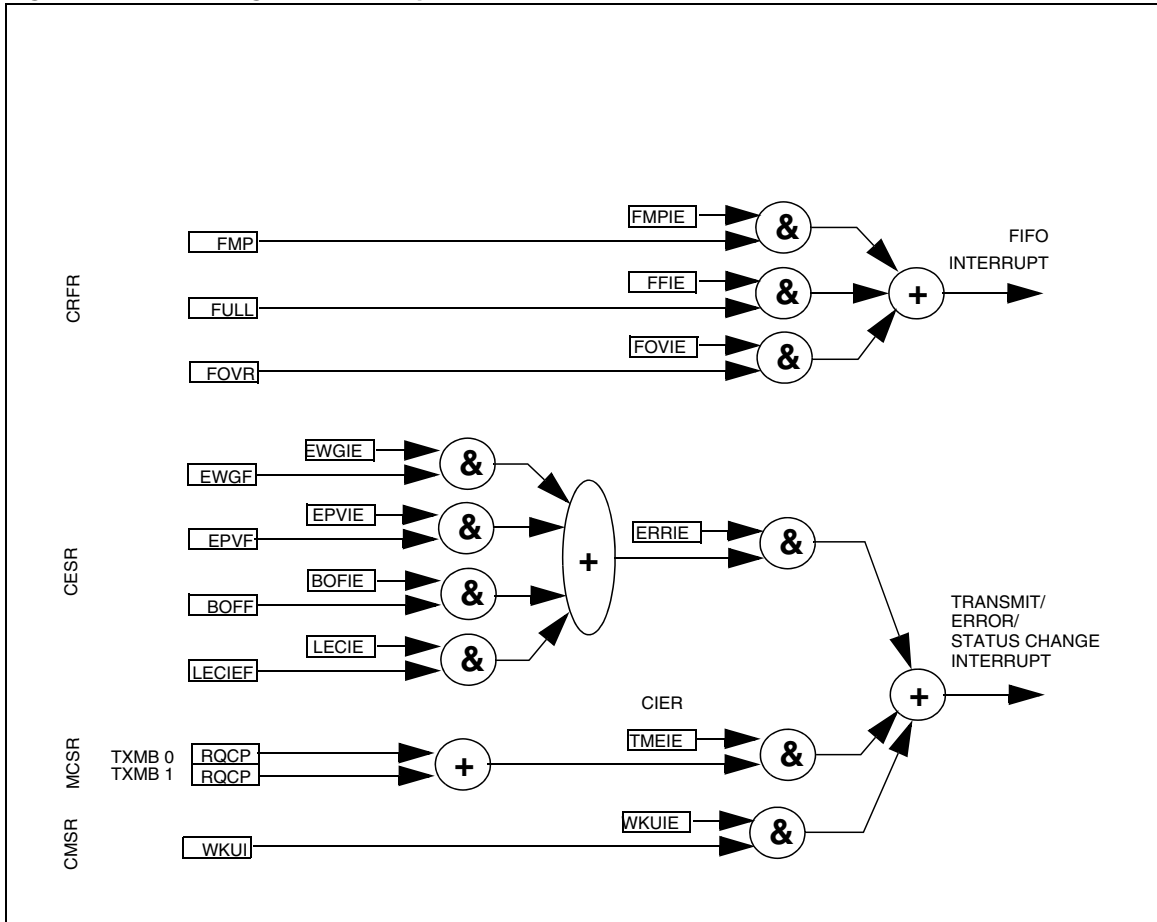 FMPIE
&
FMP
FIFO
INTERRUPT
CRFR
FFIE
&
+
FULL
FOVIE
&
FOVR
EWGIE
&
EWGF
EPVIE
&
EPVF
ERRIE
&
CESR
+
BOFIE
&
BOFF
TRANSMIT/
ERROR/
STATUS CHANGE
INTERRUPT
LECIE
&
LECIEF
+
CIER
MCSR
TXMB 0
RQCP
TXMB 1
RQCP
+
TMEIE
&
CMSR
WKUIE
&
WKUI